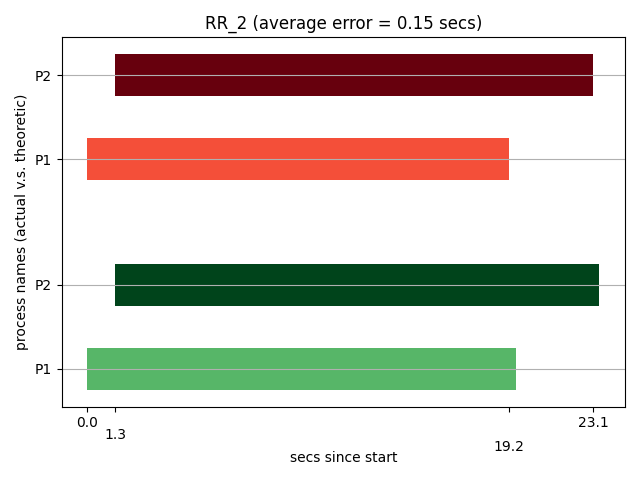 RR_2 (average error = 0.15 secs)
process names (actual v.s. theoretic)
P2
P1
P2
P1
0.0
1.3
19.2
23.1
secs since start